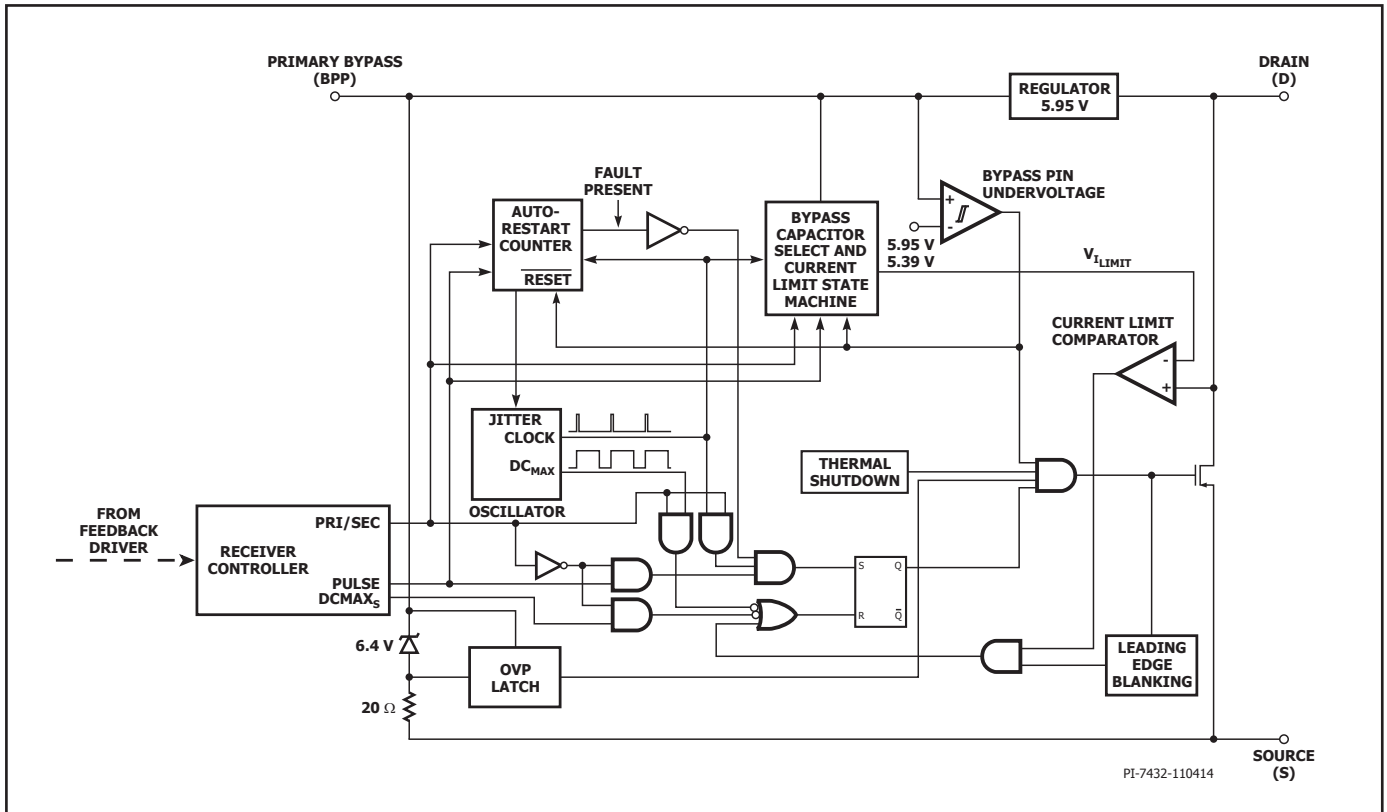 PRIMARY BYPASS
(BPP)
DRAIN
(D)
REGULATOR
5.95 V
FAULT
PRESENT
BYPASS PIN
UNDERVOLTAGE
AUTO-
RESTART
COUNTER
RESET
BYPASS
CAPACITOR
SELECT AND
CURRENT
LIMIT STATE
MACHINE
+
-
5.95 V
5.39 V
VILIMIT
CURRENT LIMIT
COMPARATOR
-
+
JITTER
CLOCK
DCMAX
OSCILLATOR
THERMAL
SHUTDOWN
FROM
FEEDBACK
DRIVER
RECEIVER
CONTROLLER
PRI/SEC
PULSE
DCMAXS
S Q
R Q̅
6.4 V
OVP
LATCH
20 Ω
LEADING
EDGE
BLANKING
SOURCE
(S)
PI-7432-110414